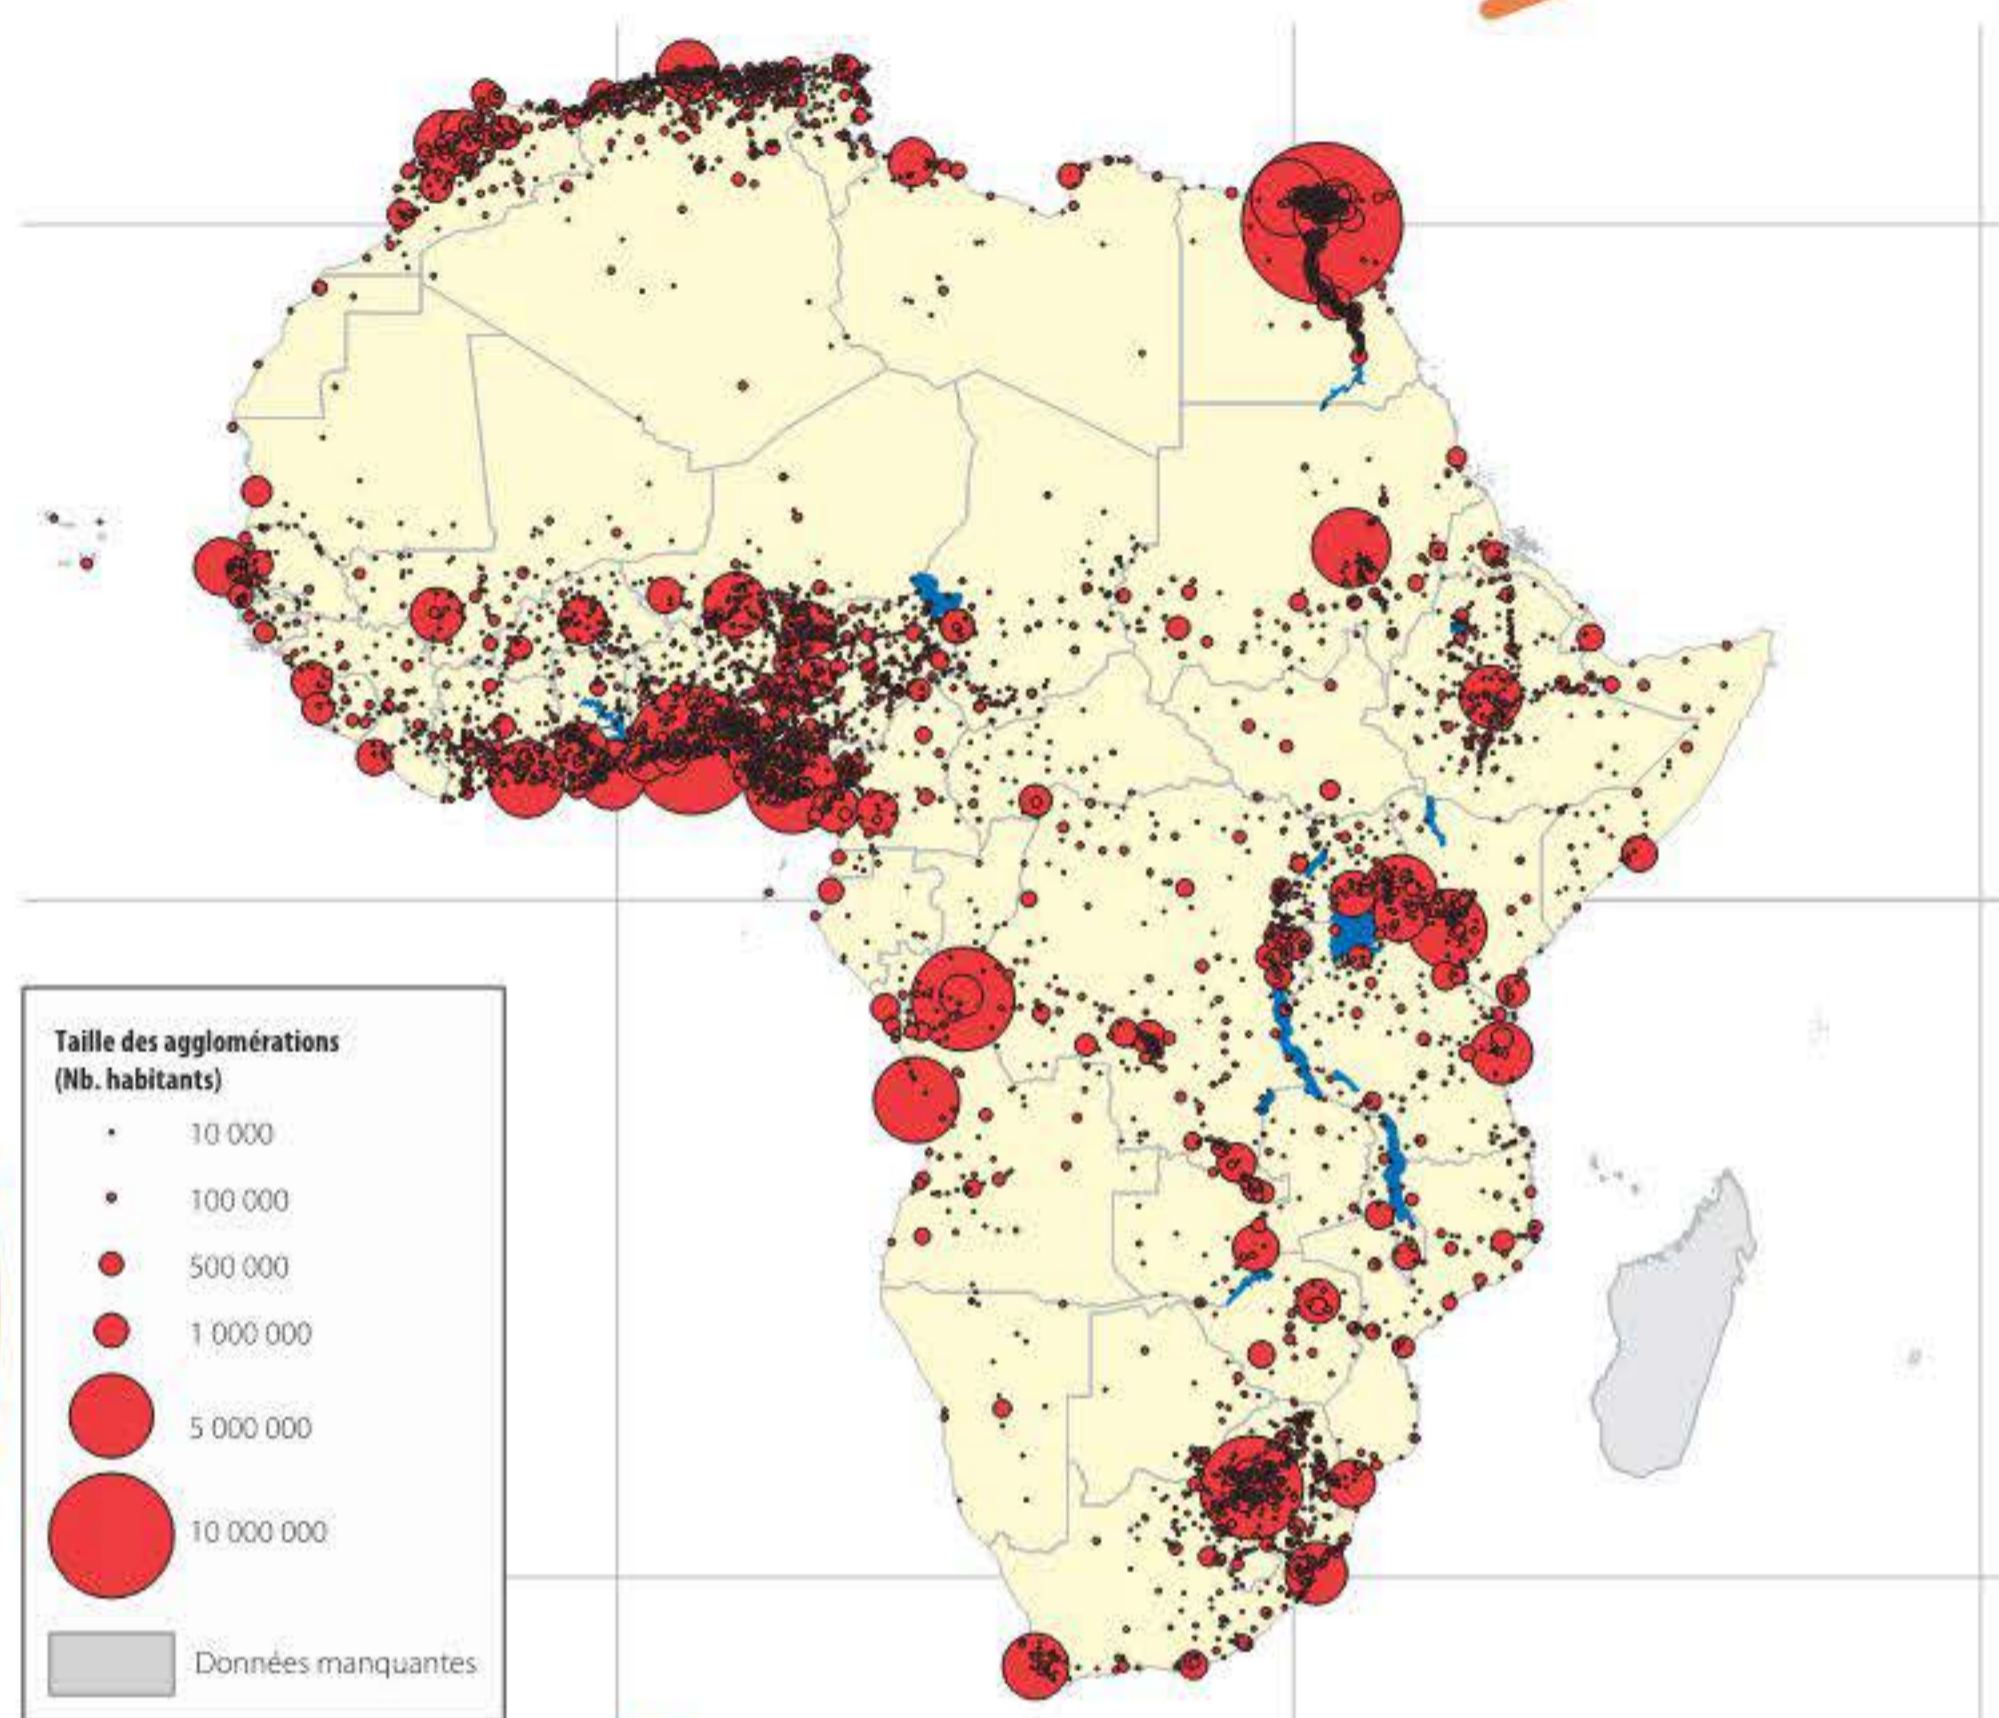 Taille des agglomérations
(Nb. habitants)
10 000
100 000
500 000
1 000 000
5 000 000
10 000 000
Données manquantes